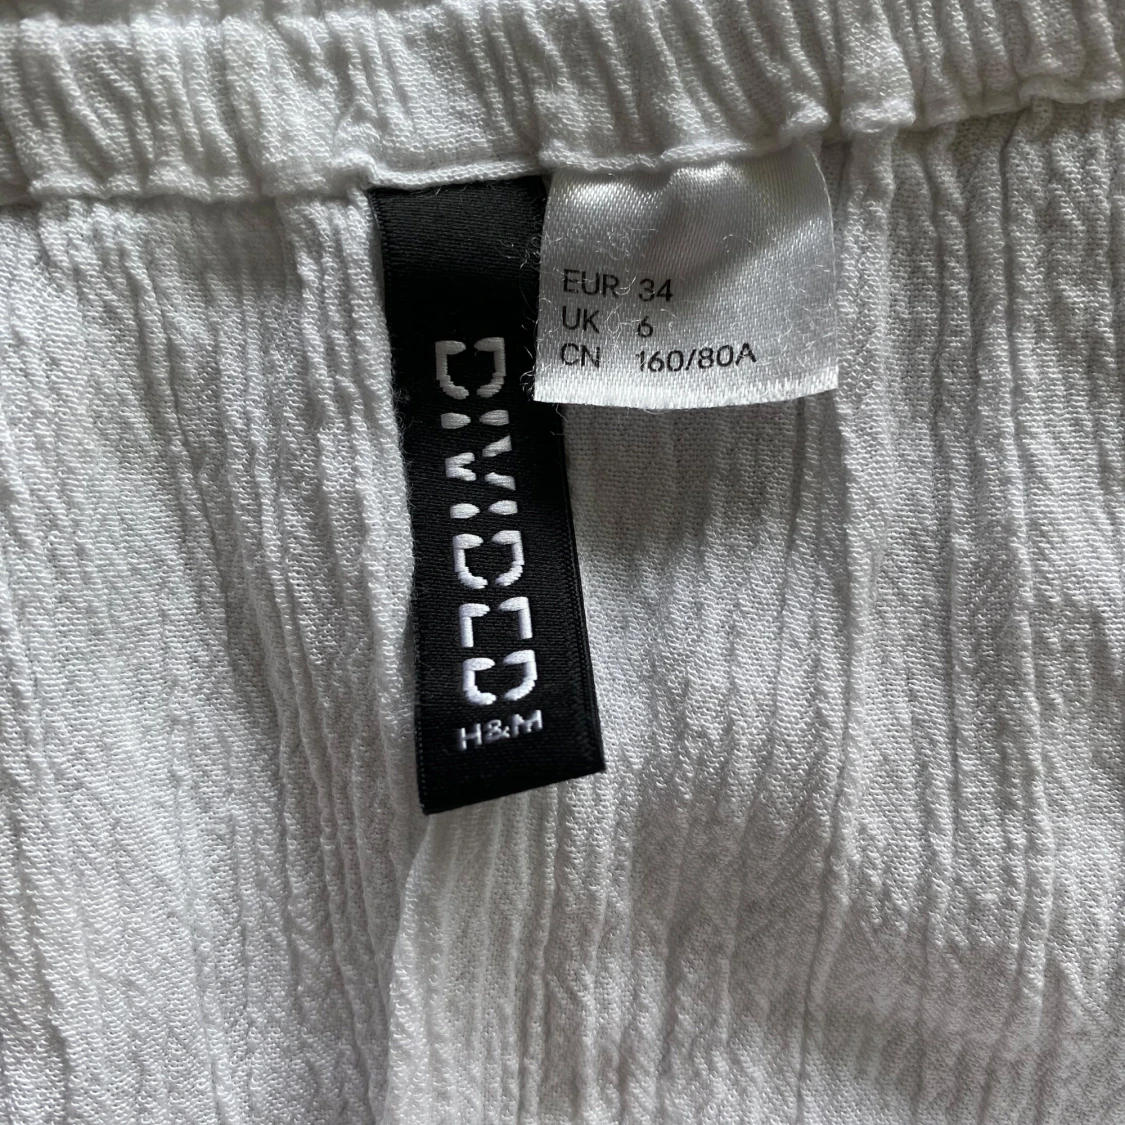 DIVIDED
H&M
EUR 34
UK 6
CN 160/80A